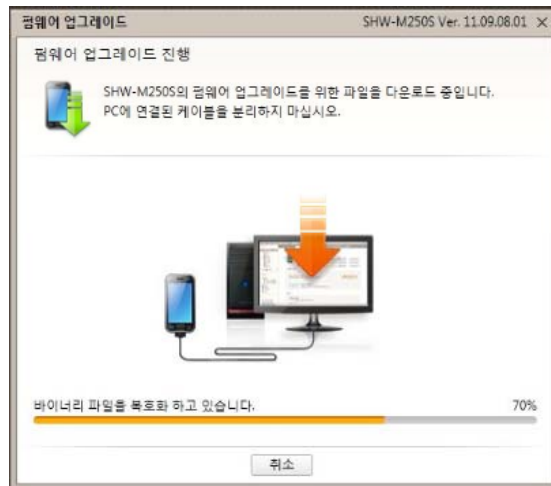 펌웨어 업그레이드
SHW-M250S Ver. 11.09.08.01 ×
펌웨어 업그레이드 진행
SHW-M250S의 펌웨어 업그레이드를 위한 파일을 다운로드 중입니다.
PC에 연결된 케이블을 분리하지 마십시오.
바이너리 파일을 복호화 하고 있습니다.
70%
취소